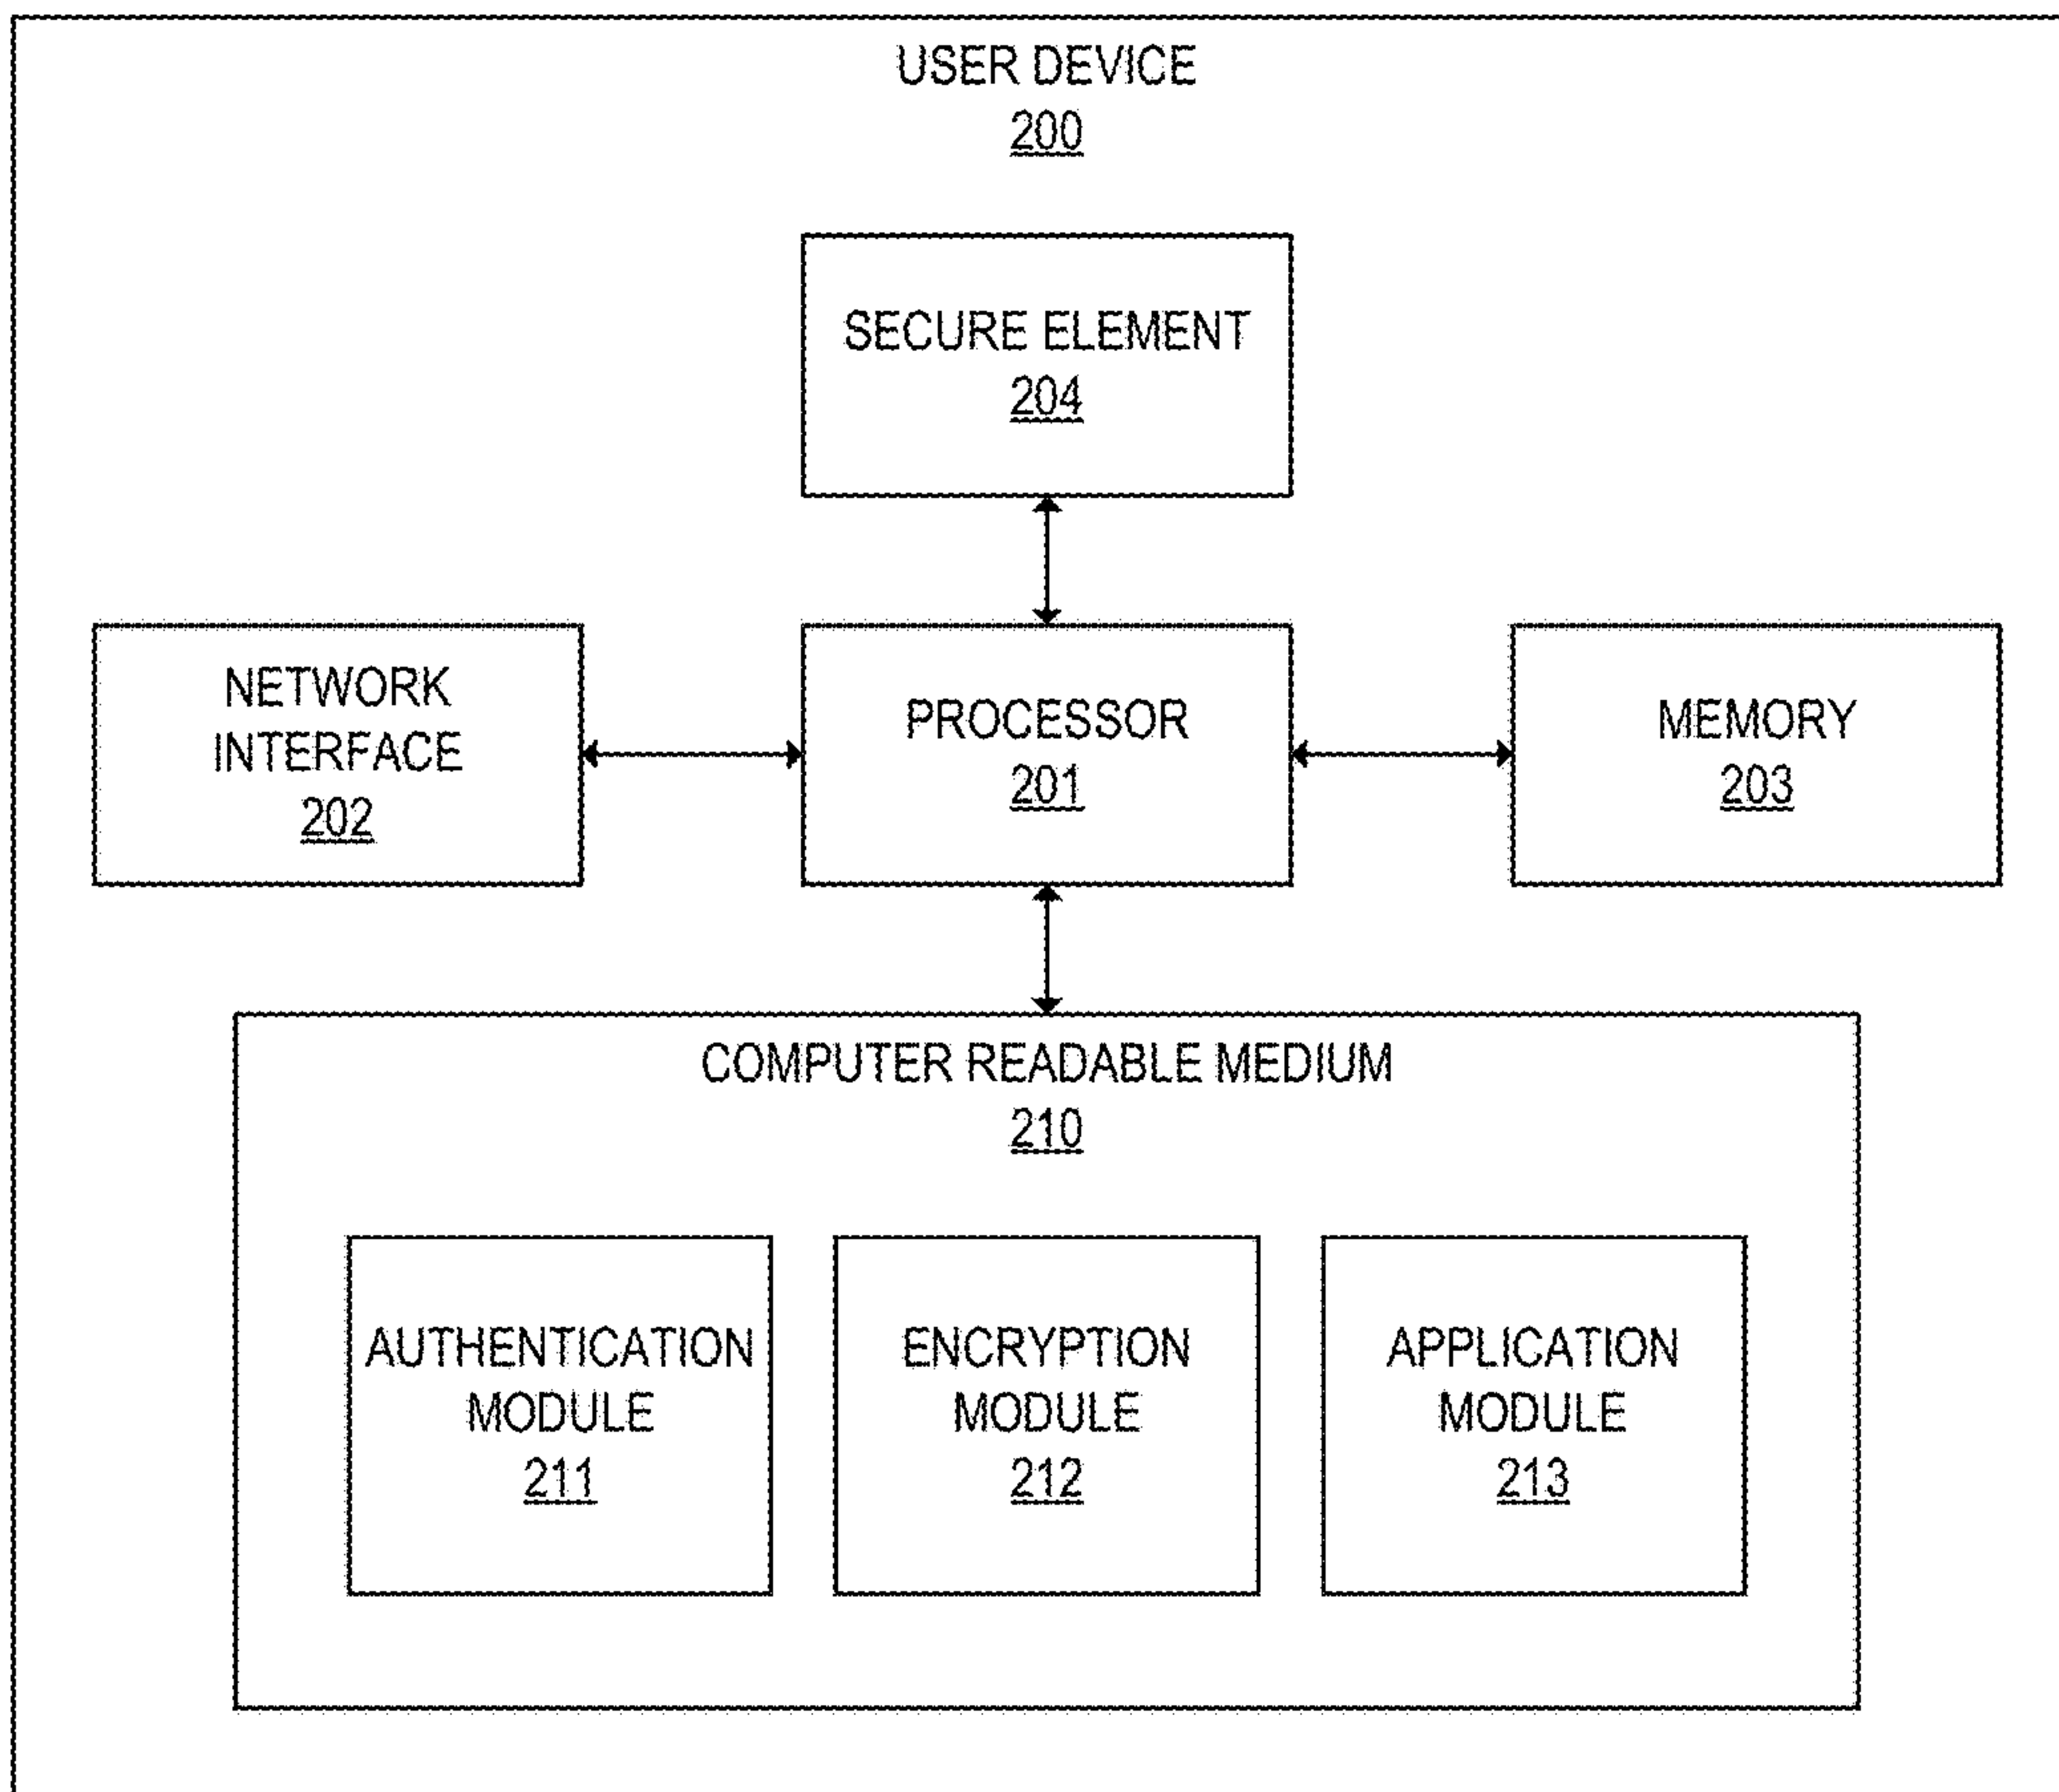 USER DEVICE
200
SECURE ELEMENT
204
NETWORK
INTERFACE
202
PROCESSOR
201
MEMORY
203
COMPUTER READABLE MEDIUM
210
AUTHENTICATION
MODULE
211
ENCRYPTION
MODULE
212
APPLICATION
MODULE
213